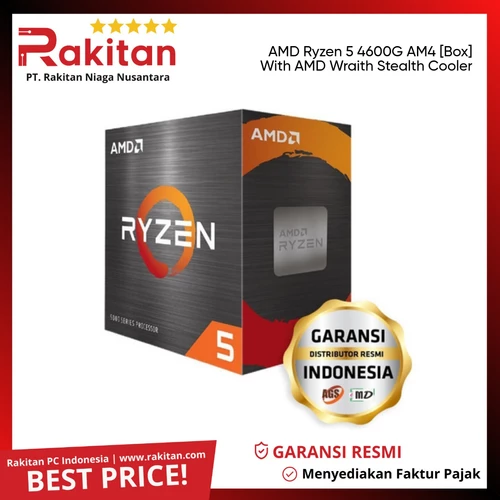 Rakitan
PT. Rakitan Niaga Nusantara
AMD Ryzen 5 4600G AM4 [Box]
With AMD Wraith Stealth Cooler
AMD
RYZEN
5
AMD
AMD
RYZEN
GARANSI
DISTRIBUTOR RESMI
INDONESIA
AGS
MZD
Rakitan PC Indonesia | www.rakitan.com
BEST PRICE!
GARANSI RESMI
Menyediakan Faktur Pajak